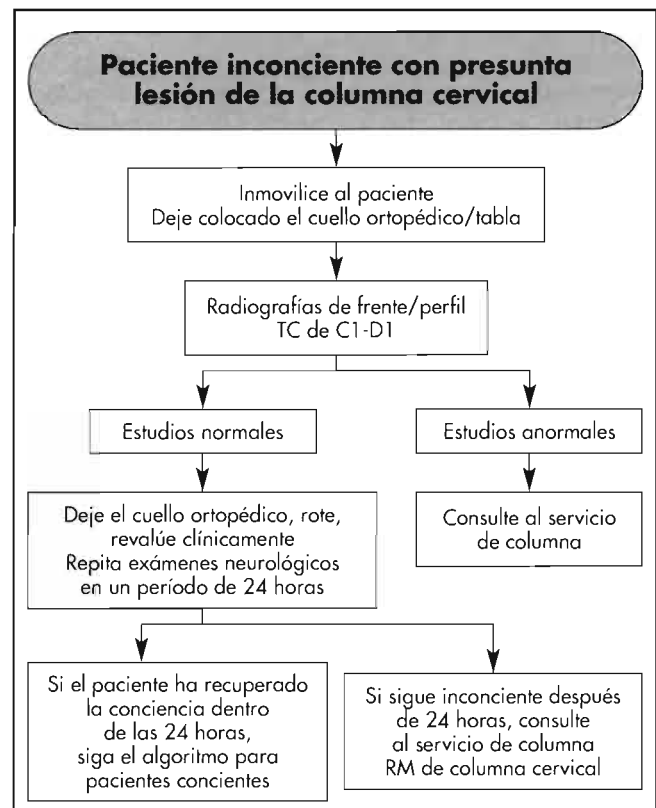 Paciente inconciente con presunta
lesión de la columna cervical
Inmovilice al paciente
Deje colocado el cuello ortopédico/tabla
Radiografías de frente/perfil
TC de C1-D1
Estudios normales
Estudios anormales
Deje el cuello ortopédico, rote,
revalúe clínicamente
Repita exámenes neurológicos
en un período de 24 horas
Consulte al servicio
de columna
Si el paciente ha recuperado
la conciencia dentro
de las 24 horas,
siga el algoritmo para
pacientes concientes
Si sigue inconciente después
de 24 horas, consulte
al servicio de columna
RM de columna cervical